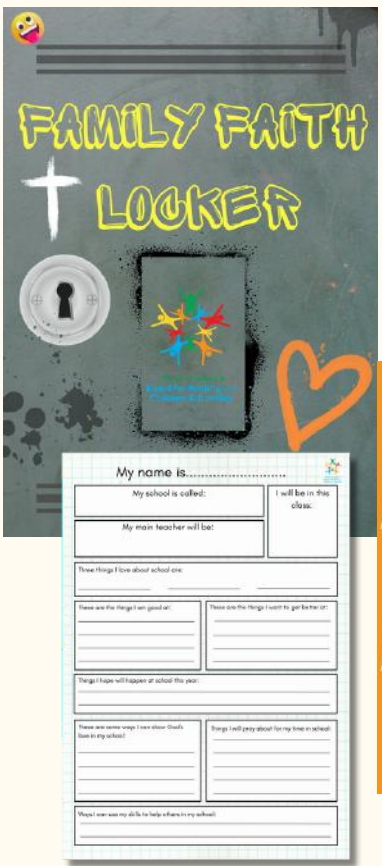 FAMILY FAITH
LOCKER
Children & Families
My name is............................
My school is called:
I will be in this
class:
My main teacher will be:
Three things I love about school are:
These are the things I am good at:
These are the things I want to get better at:
Things I hope will happen at school this year:
These are some ways I can show God's
love in my school:
Things I will pray about for my time in school:
Ways I can use my skills to help others in my school: